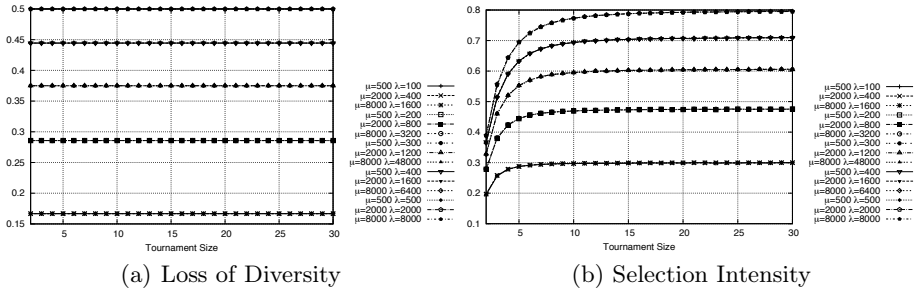 0.5
0.45
0.4
0.35
0.3
0.25
0.2
0.15
5 10 15 20 25 30
Tournament Size
μ=500 λ=100
μ=2000 λ=400
μ=8000 λ=1600
μ=500 λ=200
μ=2000 λ=800
μ=8000 λ=3200
μ=500 λ=300
μ=2000 λ=1200
μ=8000 λ=48000
μ=500 λ=400
μ=2000 λ=1600
μ=8000 λ=6400
μ=500 λ=500
μ=2000 λ=2000
μ=8000 λ=8000
(a) Loss of Diversity
0.8
0.7
0.6
0.5
0.4
0.3
0.2
0.1
5 10 15 20 25 30
Tournament Size
μ=500 λ=100
μ=2000 λ=400
μ=8000 λ=1600
μ=500 λ=200
μ=2000 λ=800
μ=8000 λ=3200
μ=500 λ=300
μ=2000 λ=1200
μ=8000 λ=48000
μ=500 λ=400
μ=2000 λ=1600
μ=8000 λ=6400
μ=500 λ=500
μ=2000 λ=2000
μ=8000 λ=8000
(b) Selection Intensity